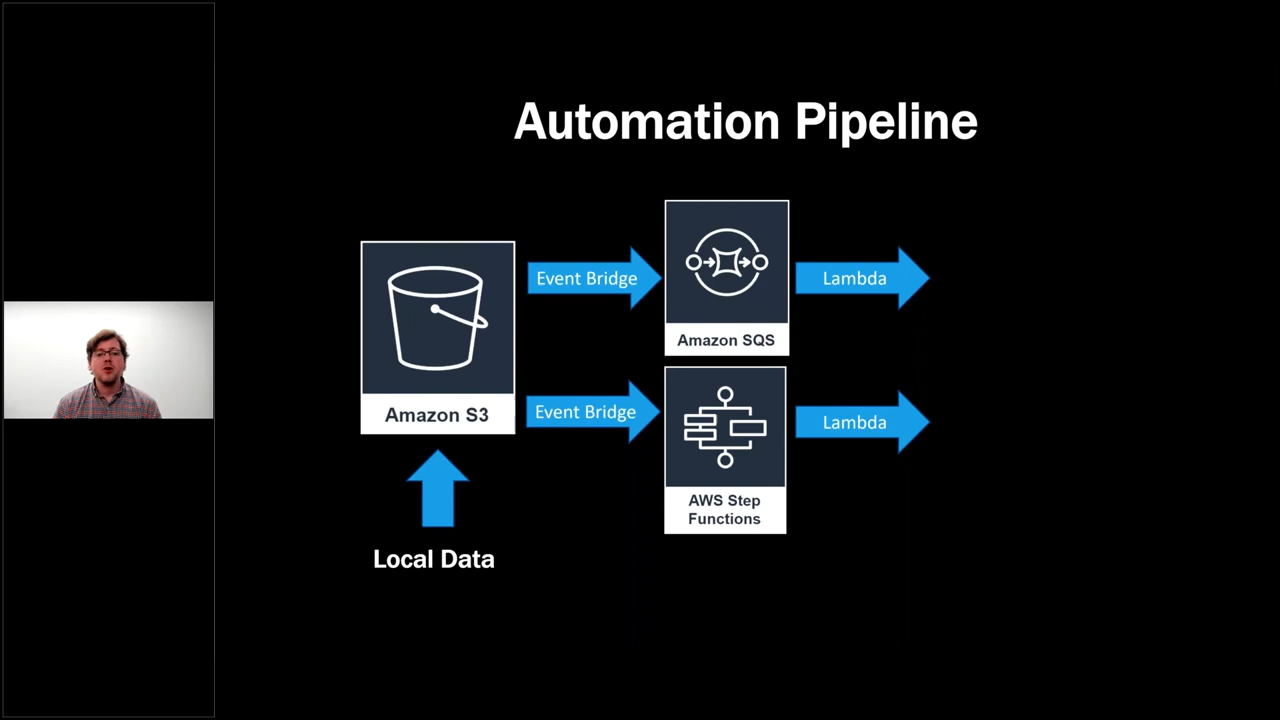 Automation Pipeline
Event Bridge
Lambda
Amazon SQS
Amazon S3
Event Bridge
Lambda
AWS Step
Functions
Local Data